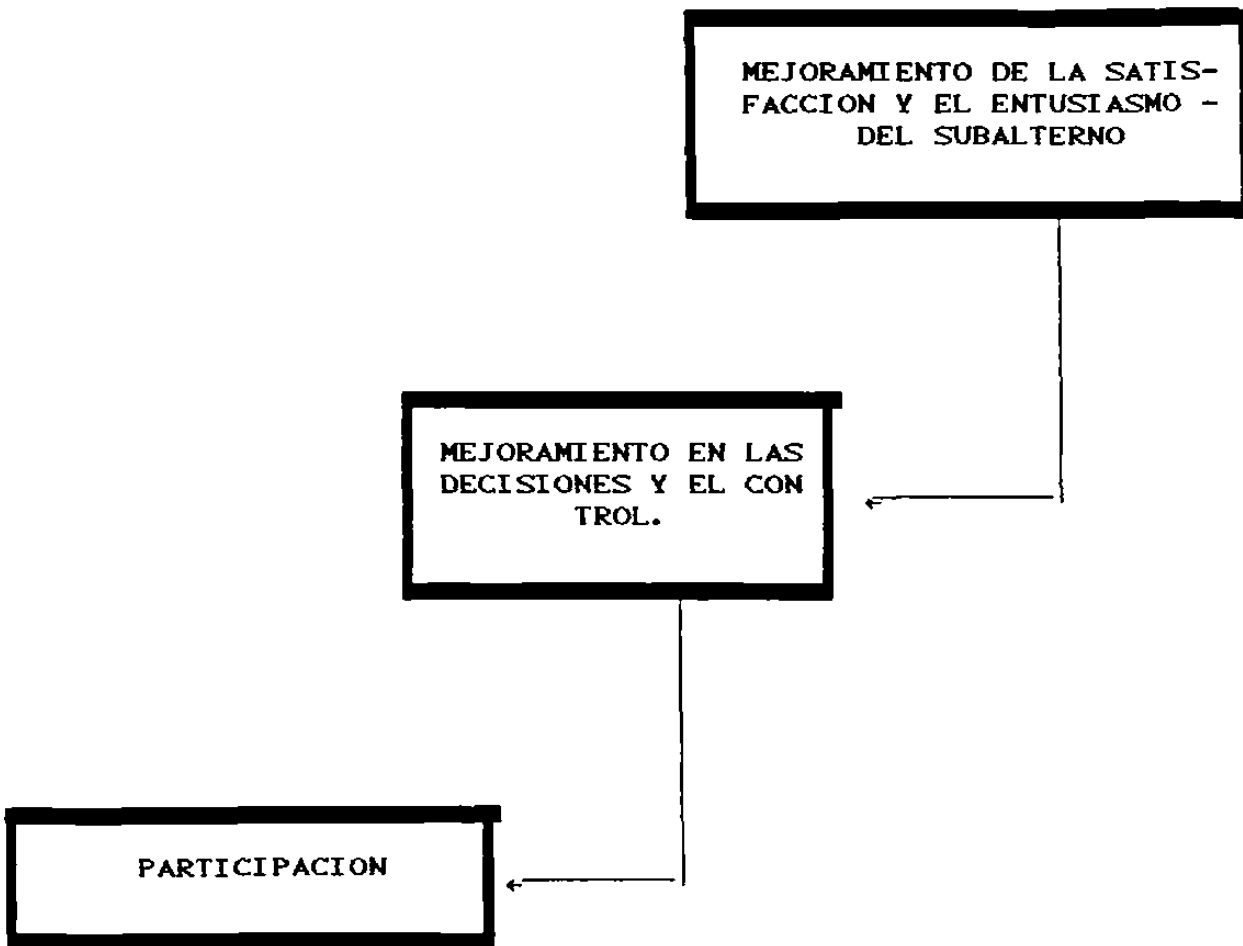 MEJORAMIENTO DE LA SATIS-
FACCION Y EL ENTUSIASMO -
DEL SUBALTERNO
MEJORAMIENTO EN LAS
DECISIONES Y EL CON
TROL.
PARTICIPACION